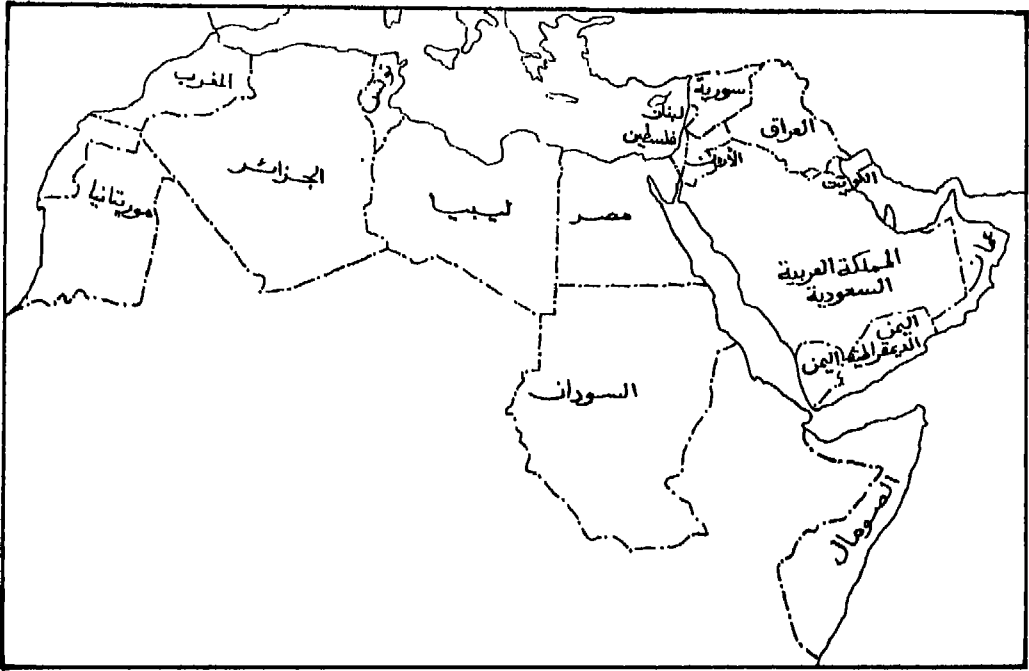 المغرب
تونس
الجزائر
موريتانيا
ليبيا
مصر
السودان
الصومال
سورية
لبنان
فلسطين
الأردن
العراق
الكويت
المملكة العربية
السعودية
عمان
اليمن
الديمقراطية
اليمن